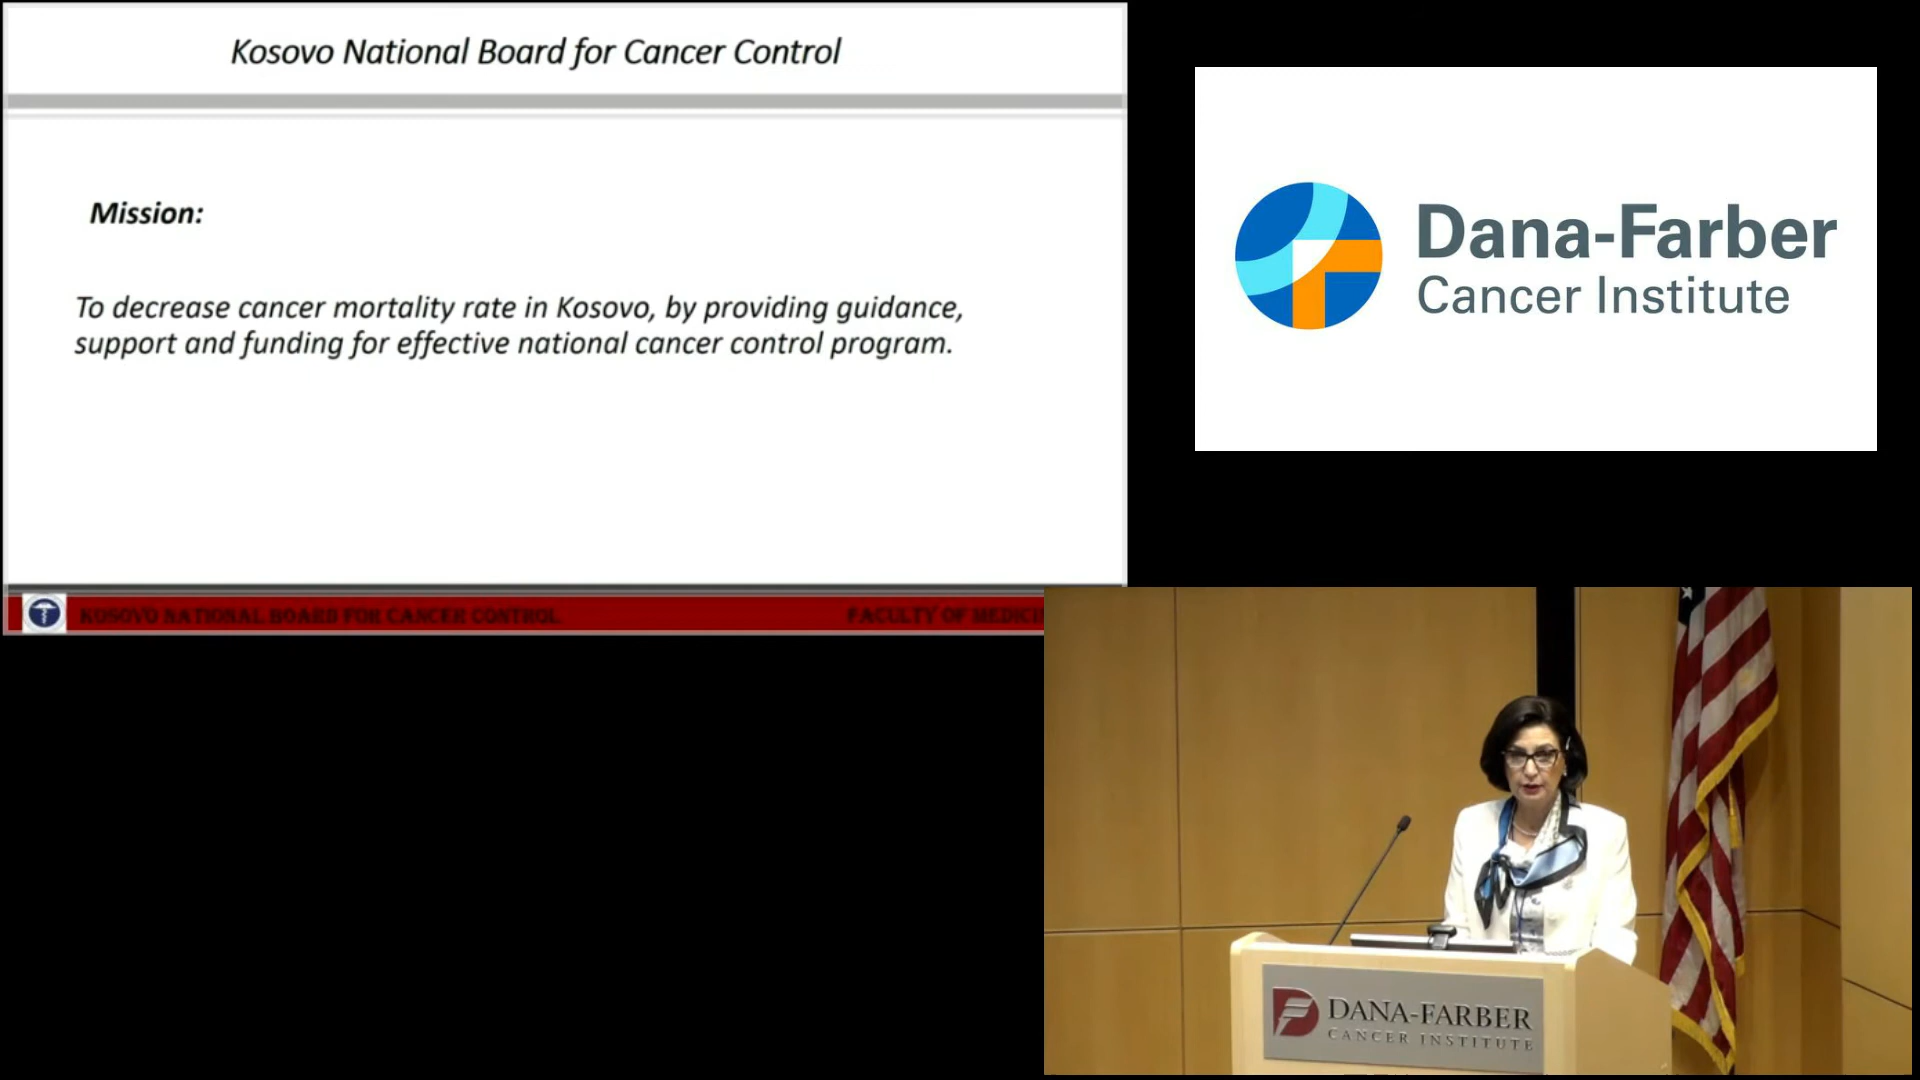 Kosovo National Board for Cancer Control
Mission:
To decrease cancer mortality rate in Kosovo, by providing guidance,
support and funding for effective national cancer control program.
KOSOVO NATIONAL BOARD FOR CANCER CONTROL
FACULTY OF
Dana-Farber
Cancer Institute
DANA-FARBER
CANCER INSTITUTE